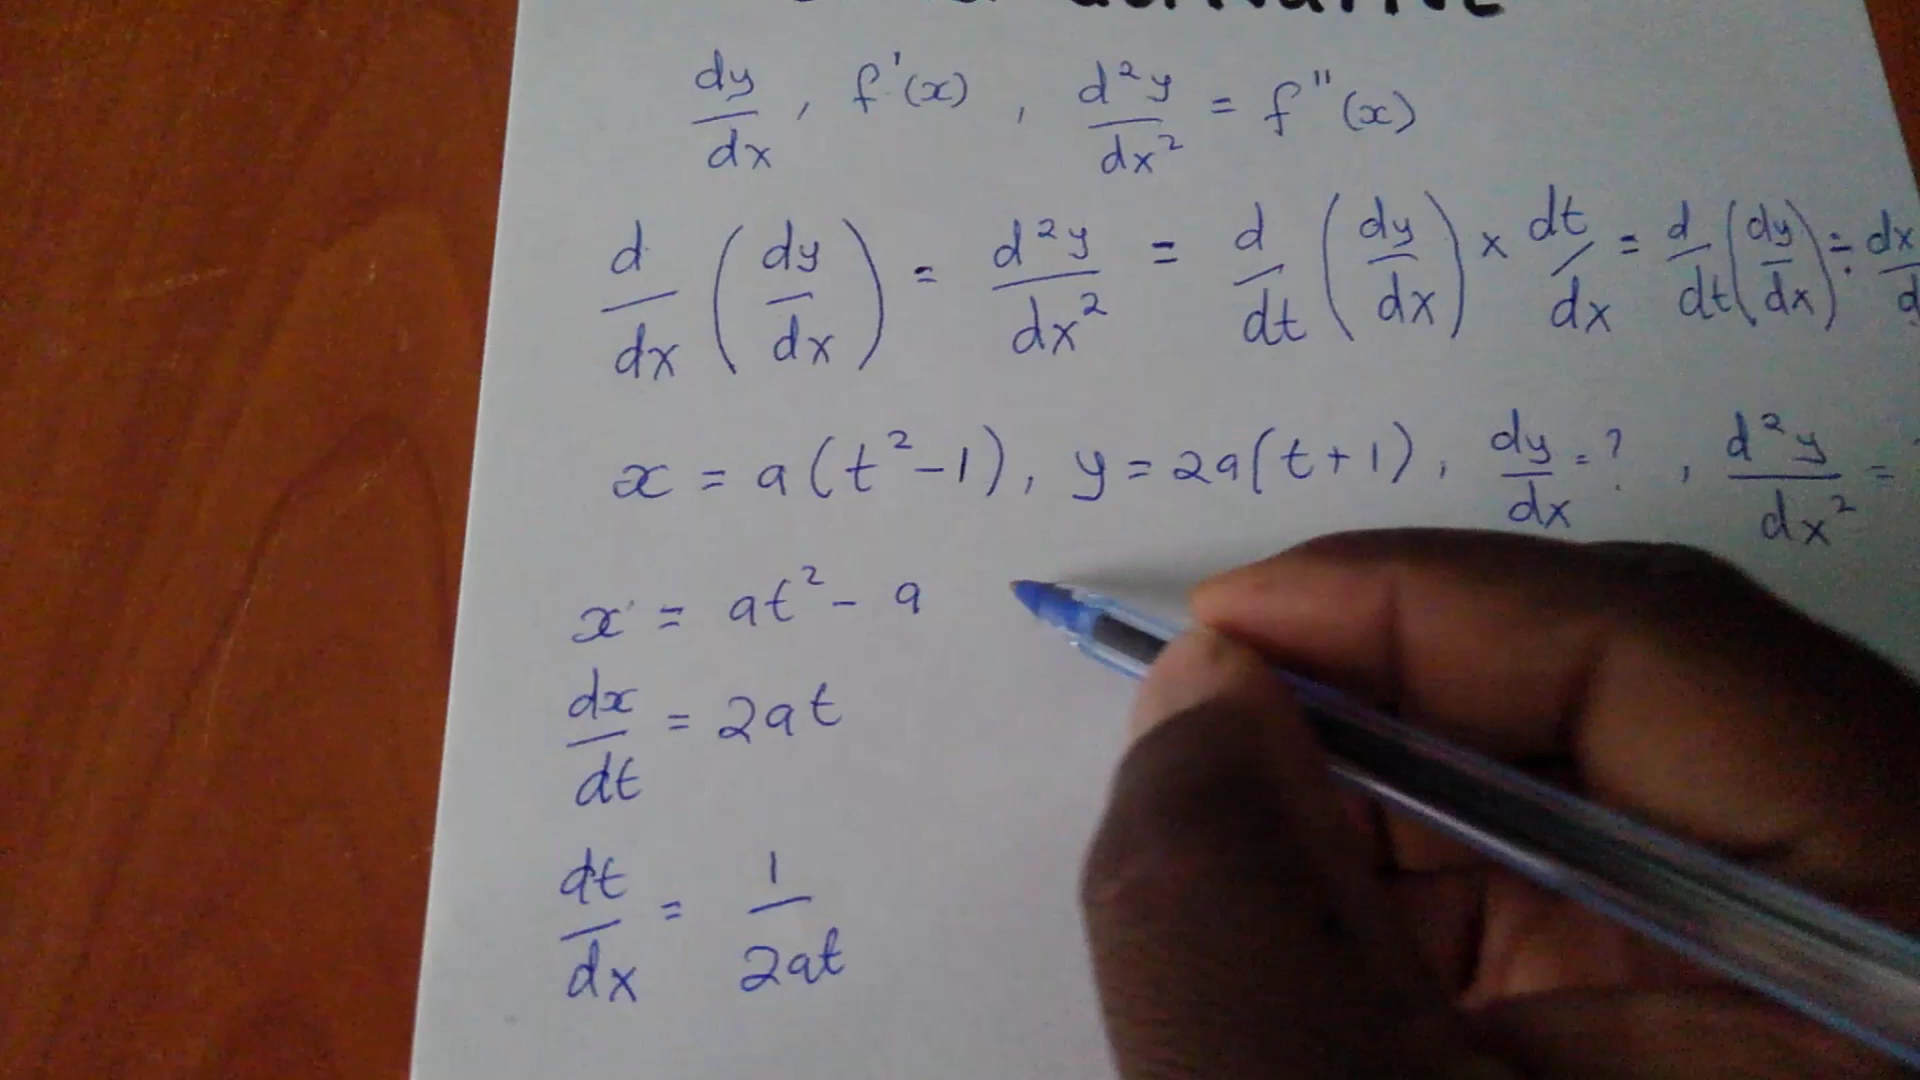 derivative
dy/dx , f'(x) , d²y/dx² = f''(x)
d/dx (dy/dx) = d²y/dx² = d/dt (dy/dx) × dt/dx = d/dt (dy/dx) ÷ dx/d
x = a(t²-1), y = 2a(t+1), dy/dx = ? , d²y/dx² =
x = at² - a
dx/dt = 2at
dt/dx = 1/2at